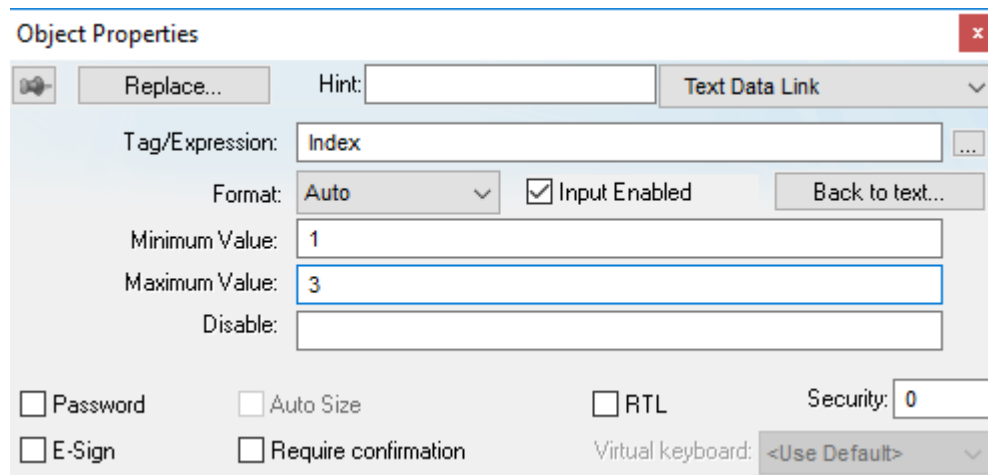 Object Properties x
Replace... Hint: Text Data Link
Tag/Expression: Index ...
Format: Auto Input Enabled Back to text...
Minimum Value: 1
Maximum Value: 3
Disable:
Password Auto Size RTL Security: 0
E-Sign Require confirmation Virtual keyboard: <Use Default>